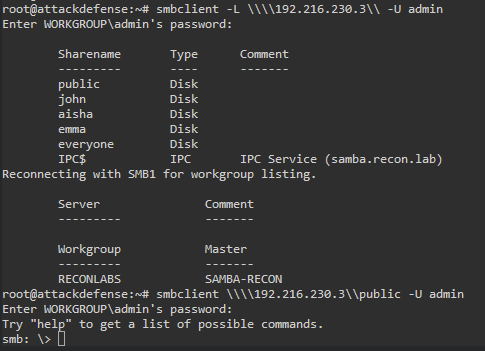 root@attackdefense:~# smbclient -L \\\\192.216.230.3\\ -U admin
Enter WORKGROUP\admin's password:
Sharename Type Comment
--------- ---- -------
public Disk
john Disk
aisha Disk
emma Disk
everyone Disk
IPC$ IPC IPC Service (samba.recon.lab)
Reconnecting with SMB1 for workgroup listing.
Server Comment
--------- -------
Workgroup Master
--------- -------
RECONLABS SAMBA-RECON
root@attackdefense:~# smbclient \\\\192.216.230.3\\public -U admin
Enter WORKGROUP\admin's password:
Try "help" to get a list of possible commands.
smb: \>